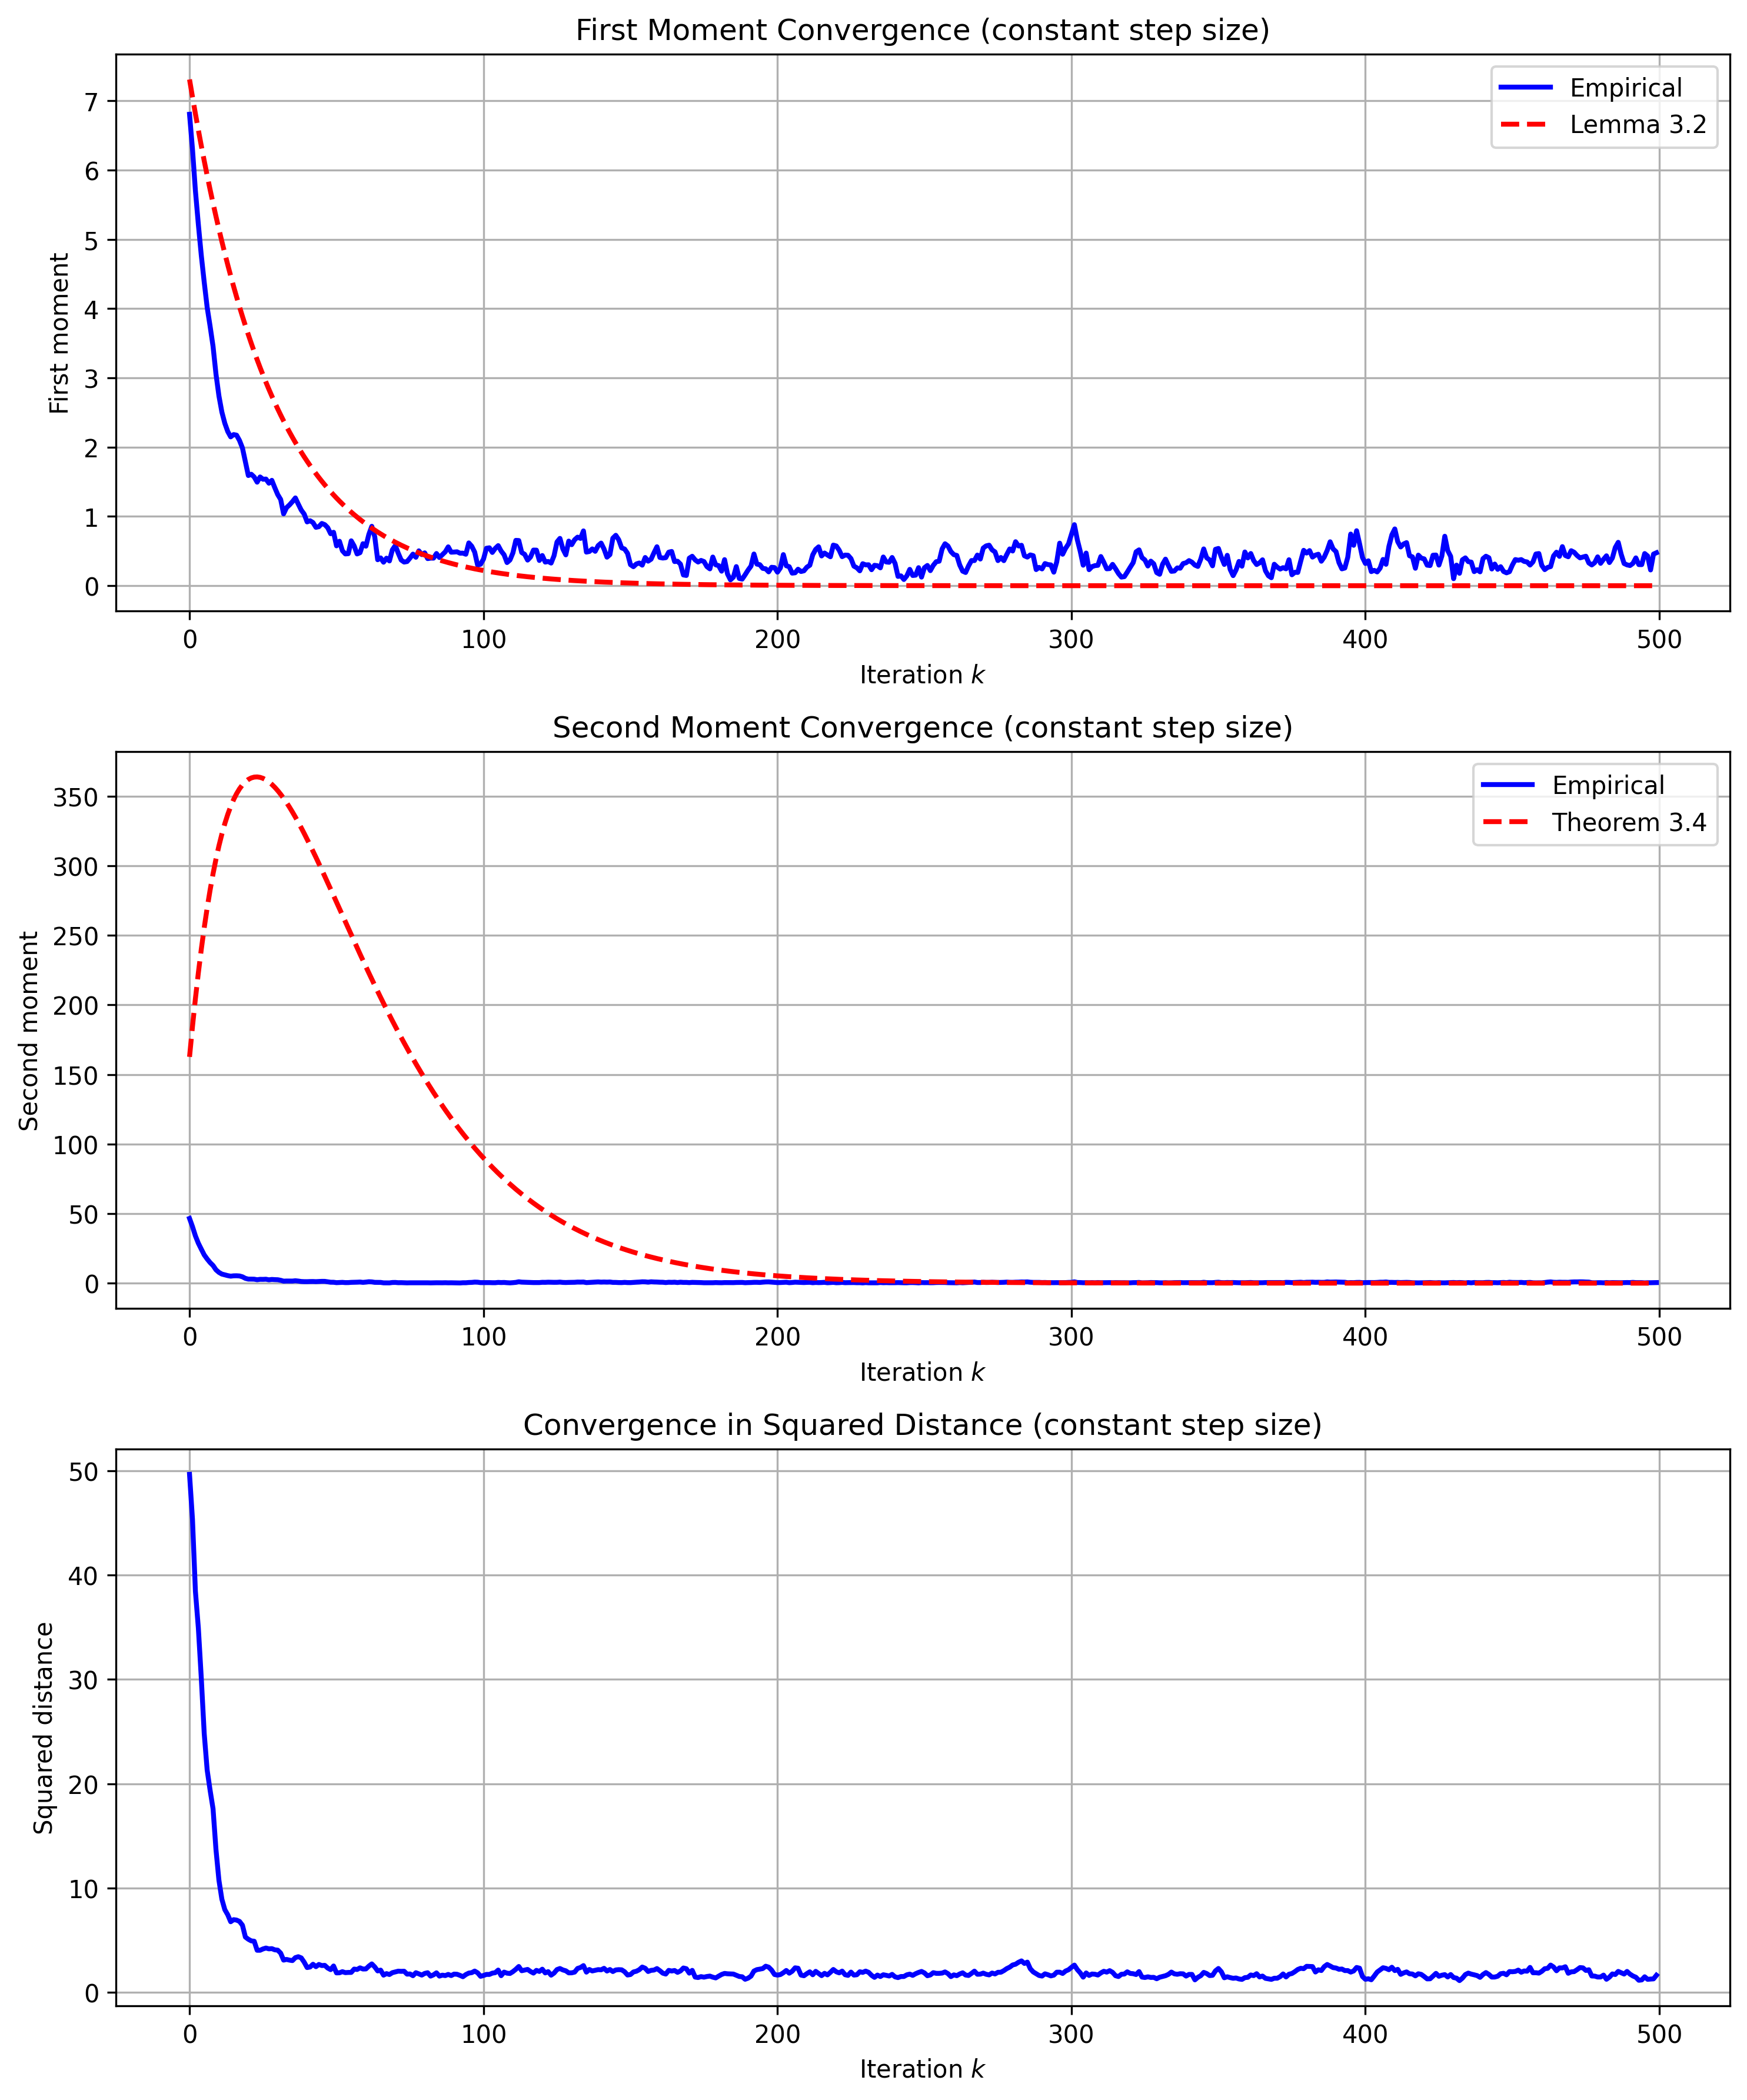 First Moment Convergence (constant step size)
Empirical
Lemma 3.2
First moment
7
6
5
4
3
2
1
0
0 100 200 300 400 500
Iteration k
Second Moment Convergence (constant step size)
Empirical
Theorem 3.4
Second moment
350
300
250
200
150
100
50
0
0 100 200 300 400 500
Iteration k
Convergence in Squared Distance (constant step size)
Squared distance
50
40
30
20
10
0
0 100 200 300 400 500
Iteration k